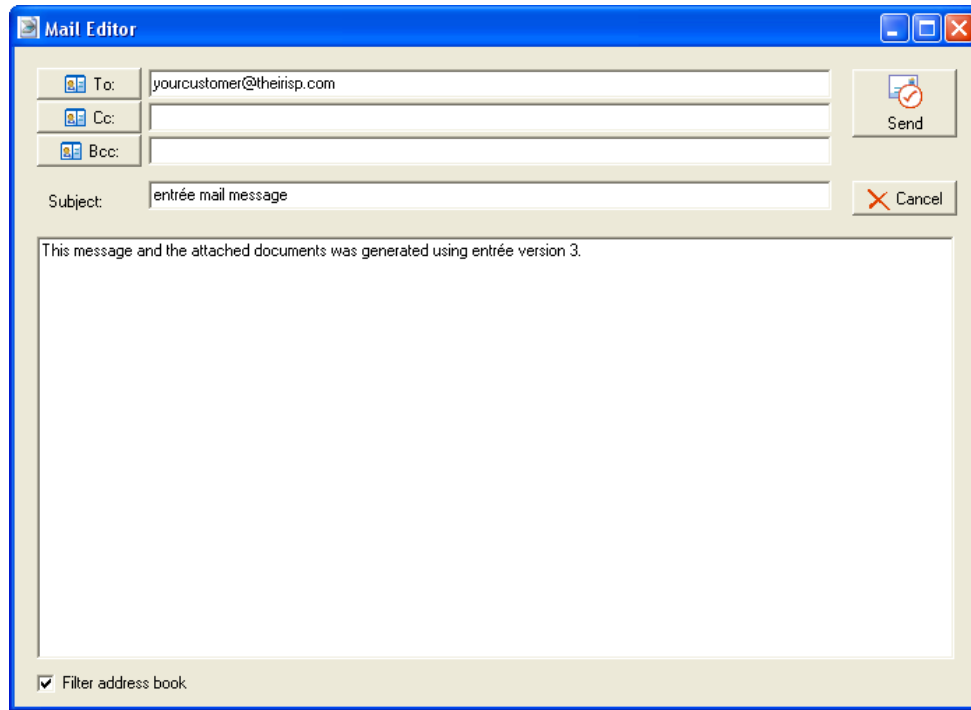 Mail Editor
To: yourcustomer@theirisp.com
Cc:
Send
Bcc:
Subject: entrée mail message
Cancel
This message and the attached documents was generated using entrée version 3.
Filter address book